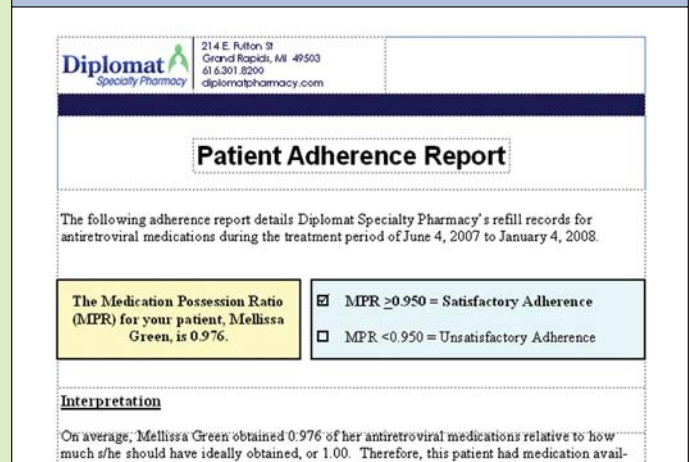 Diplomat
Specialty Pharmacy
214 E. Fulton St
Grand Rapids, MI 49503
616.301.8200
diplomatpharmacy.com
Patient Adherence Report
The following adherence report details Diplomat Specialty Pharmacy's refill records for
antiretroviral medications during the treatment period of June 4, 2007 to January 4, 2008.
The Medication Possession Ratio
(MPR) for your patient, Mellissa
Green, is 0.976.
☑ MPR ≥0.950 = Satisfactory Adherence
☐ MPR <0.950 = Unsatisfactory Adherence
Interpretation
On average, Mellissa Green obtained 0.976 of her antiretroviral medications relative to how
much s/he should have ideally obtained, or 1.00. Therefore, this patient had medication avail-